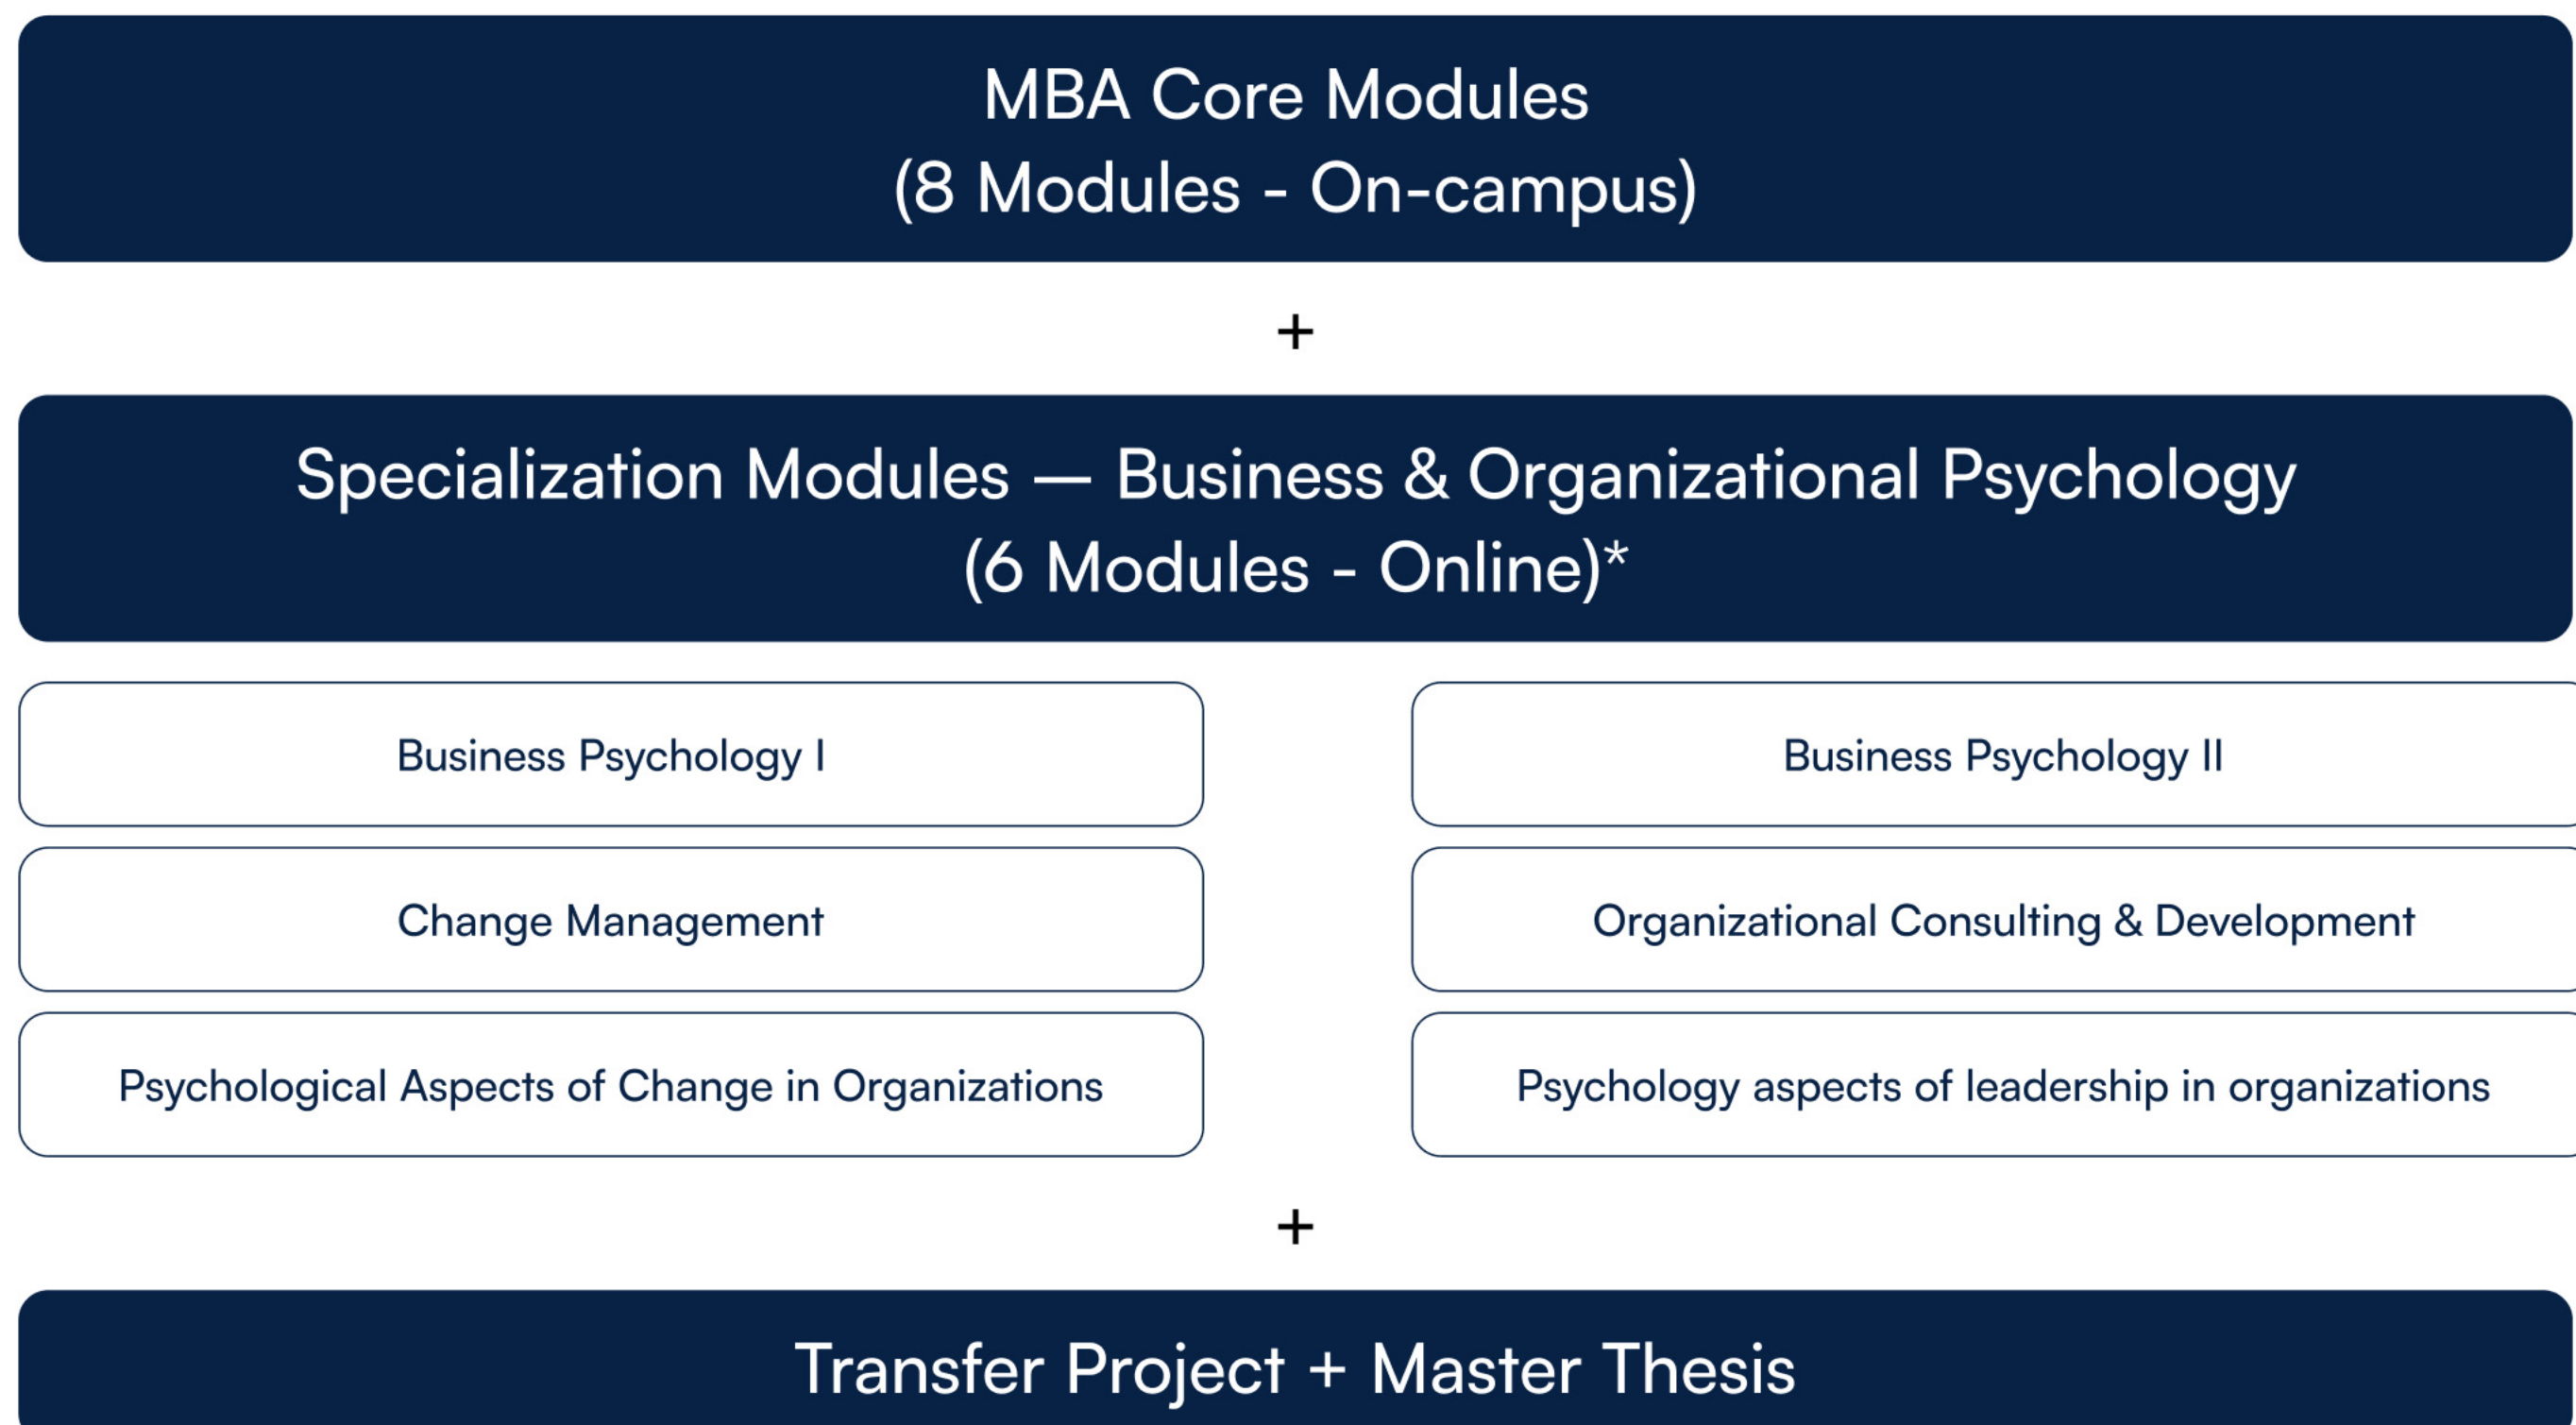 MBA Core Modules
(8 Modules - On-campus)
+
Specialization Modules — Business & Organizational Psychology
(6 Modules - Online)*
Business Psychology I
Business Psychology II
Change Management
Organizational Consulting & Development
Psychological Aspects of Change in Organizations
Psychology aspects of leadership in organizations
+
Transfer Project + Master Thesis